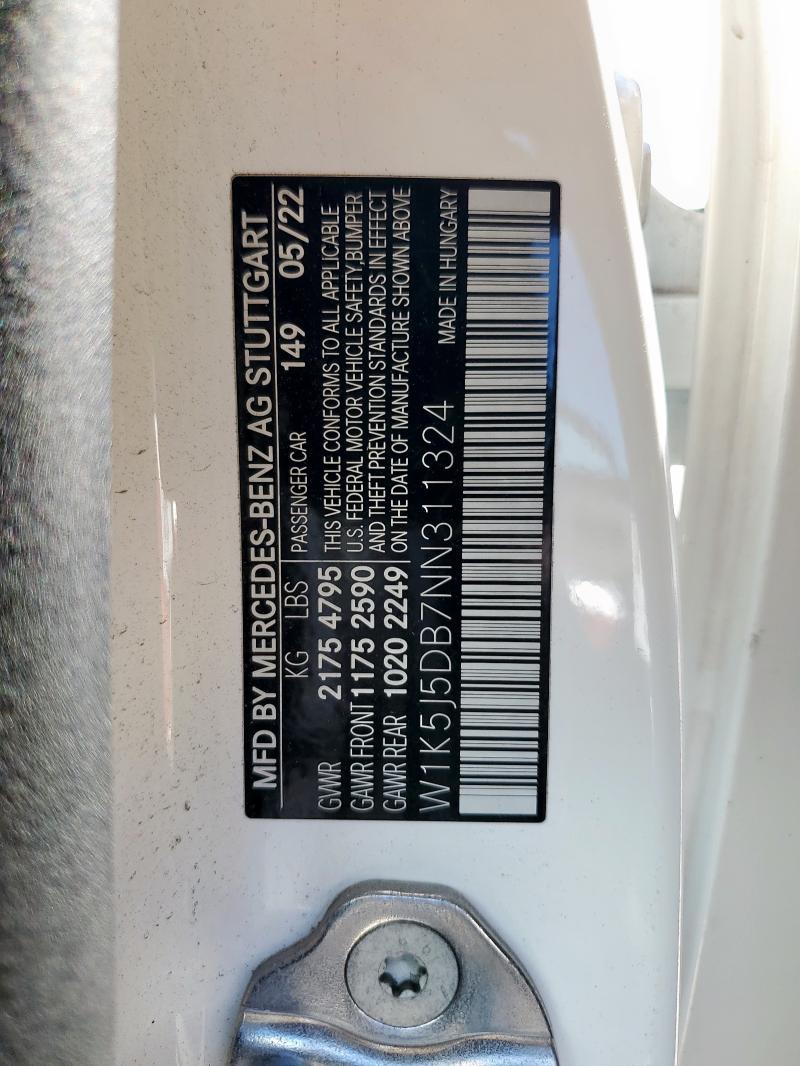 MFD BY MERCEDES-BENZ AG STUTTGART
KG LBS PASSENGER CAR 149 05/22
GVWR 2175 4795 THIS VEHICLE CONFORMS TO ALL APPLICABLE
GAWR FRONT 1175 2590 U.S. FEDERAL MOTOR VEHICLE SAFETY, BUMPER
GAWR REAR 1020 2249 AND THEFT PREVENTION STANDARDS IN EFFECT
ON THE DATE OF MANUFACTURE SHOWN ABOVE
W1K5J5DB7NN311324 MADE IN HUNGARY